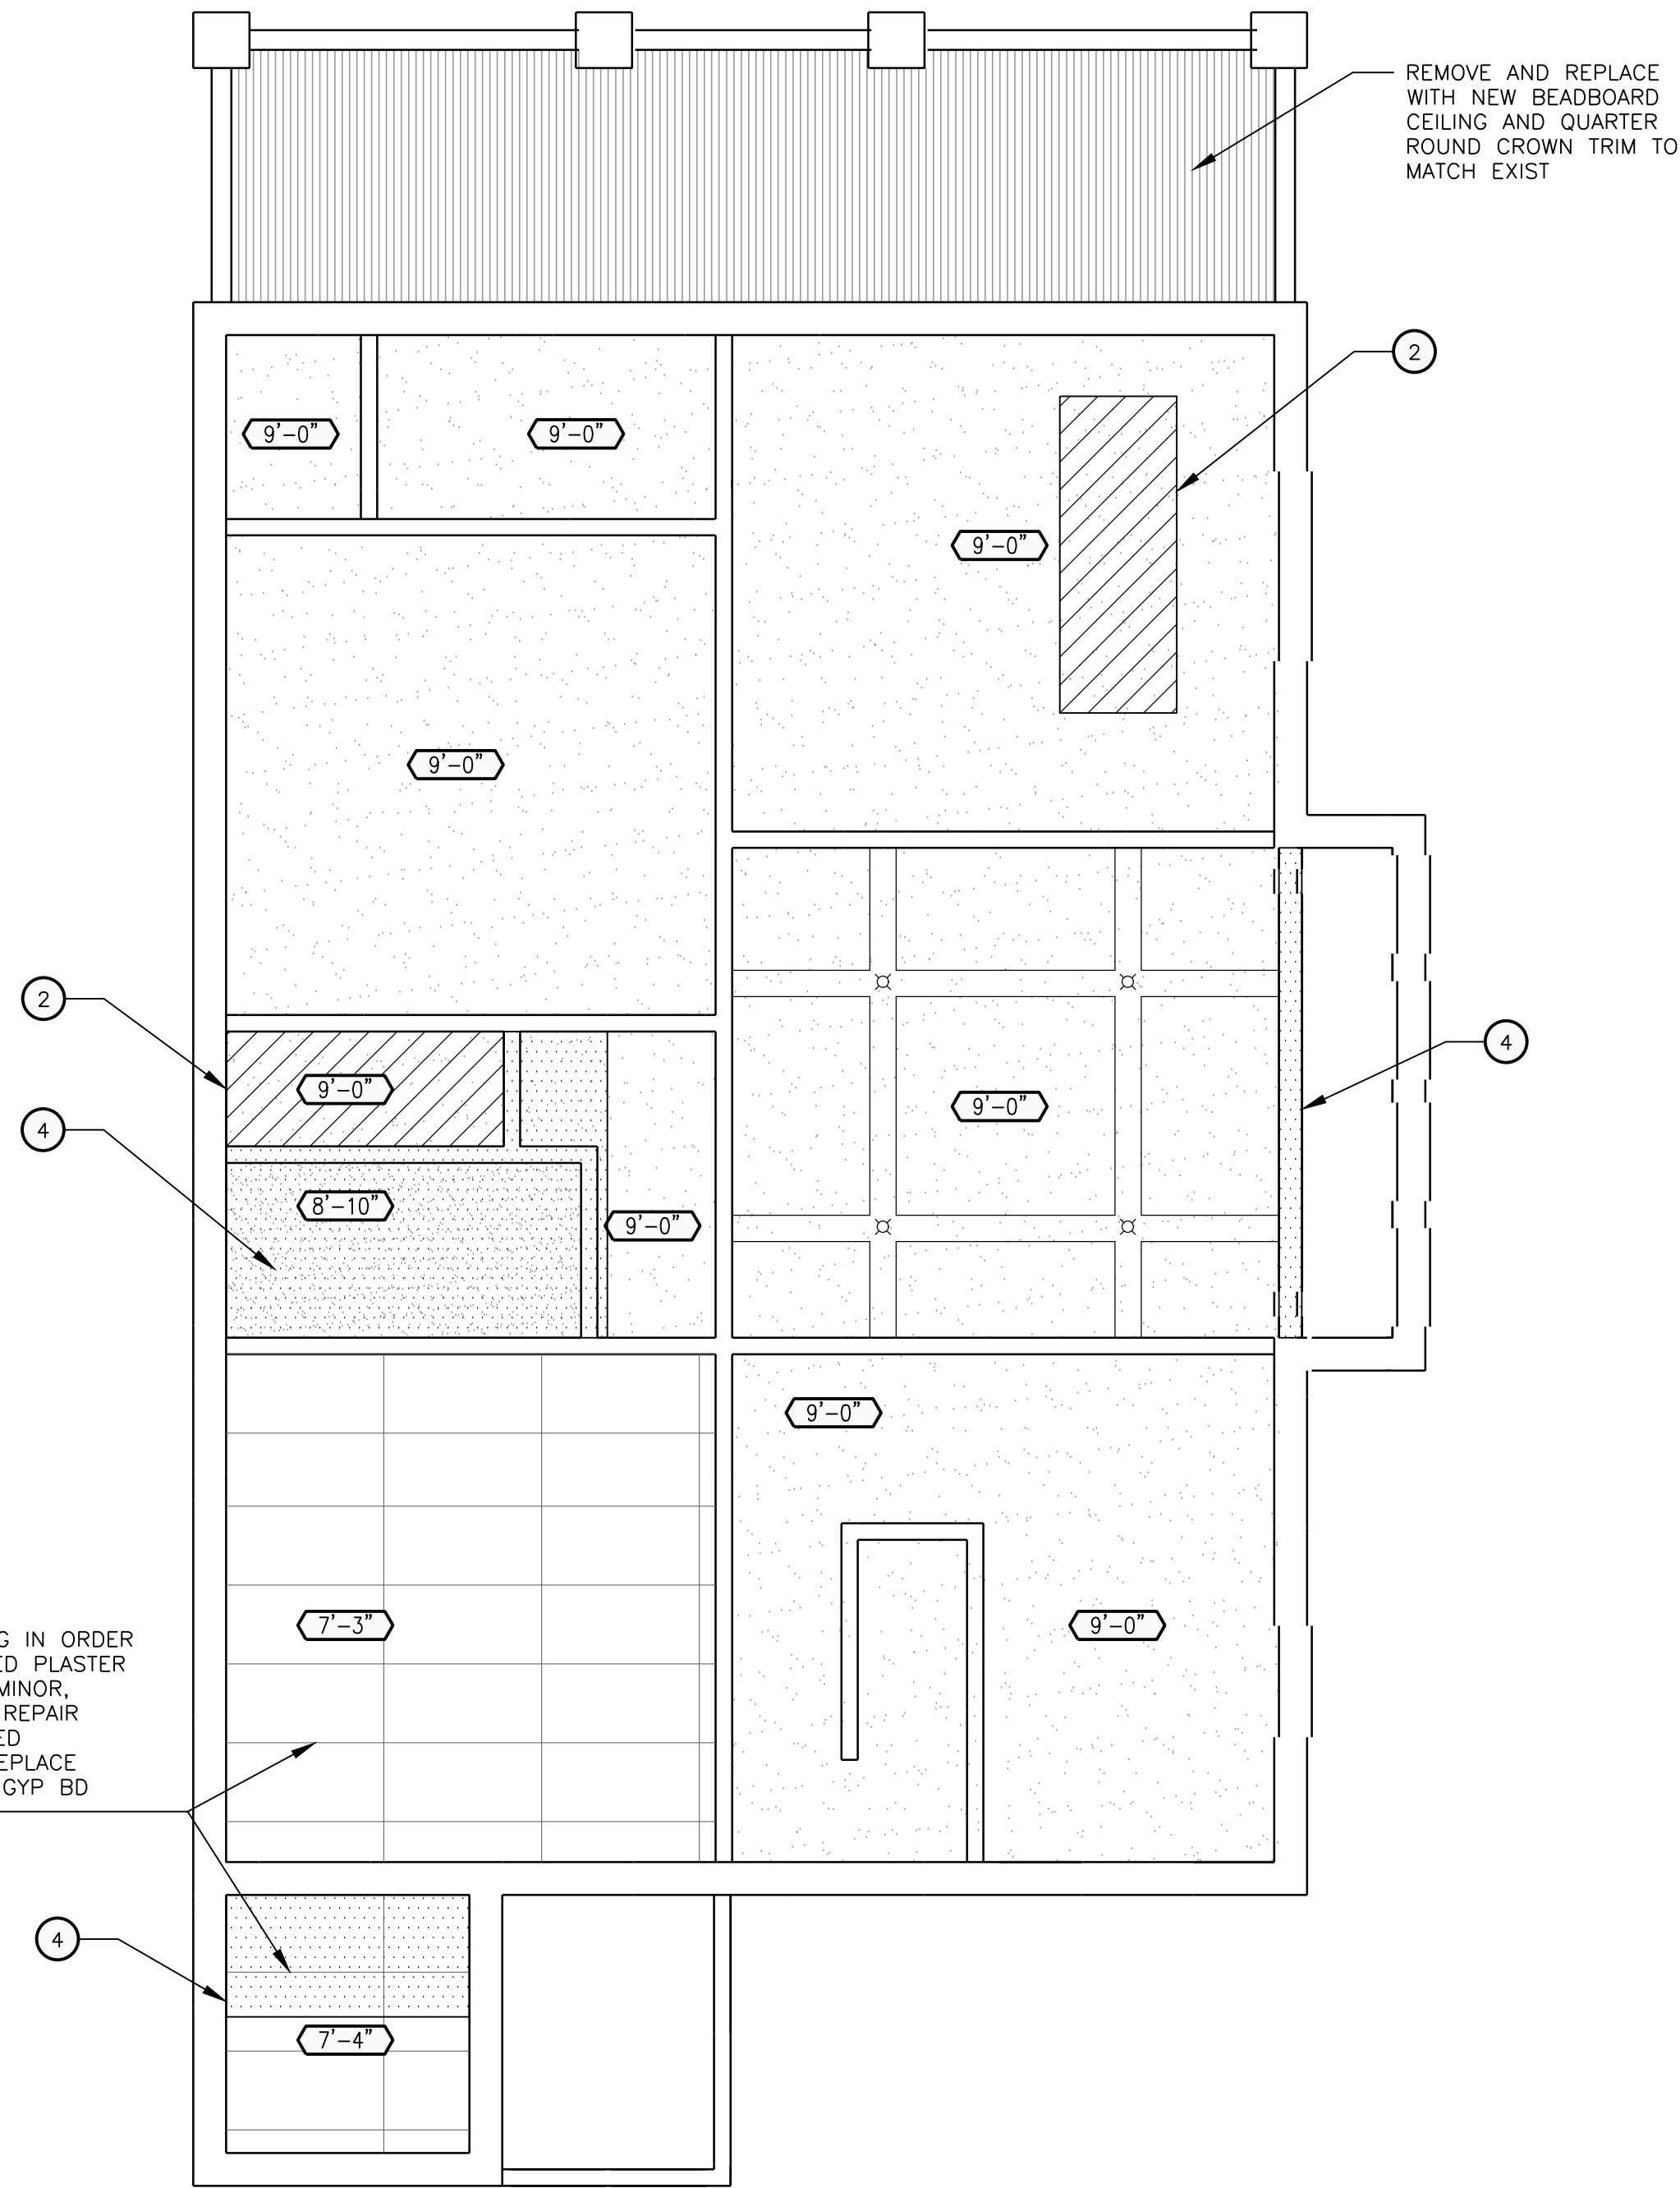 REMOVE AND REPLACE
WITH NEW BEADBOARD
CEILING AND QUARTER
ROUND CROWN TRIM TO
MATCH EXIST
2
9'-0"
9'-0"
9'-0"
9'-0"
2
4
9'-0"
8'-10"
9'-0"
9'-0"
4
9'-0"
7'-3"
9'-0"
IN ORDER
PLASTER
MINOR,
REPAIR
GYP BD
4
7'-4"